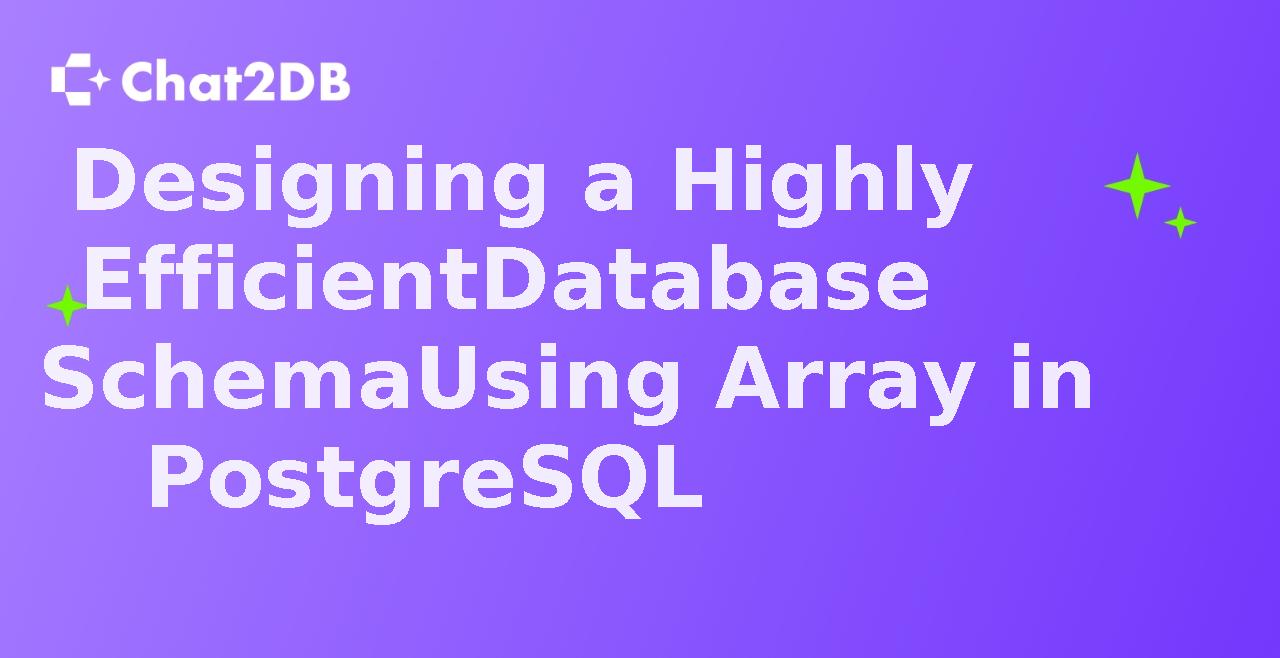 Chat2DB
Designing a Highly
EfficientDatabase
SchemaUsing Array in
PostgreSQL